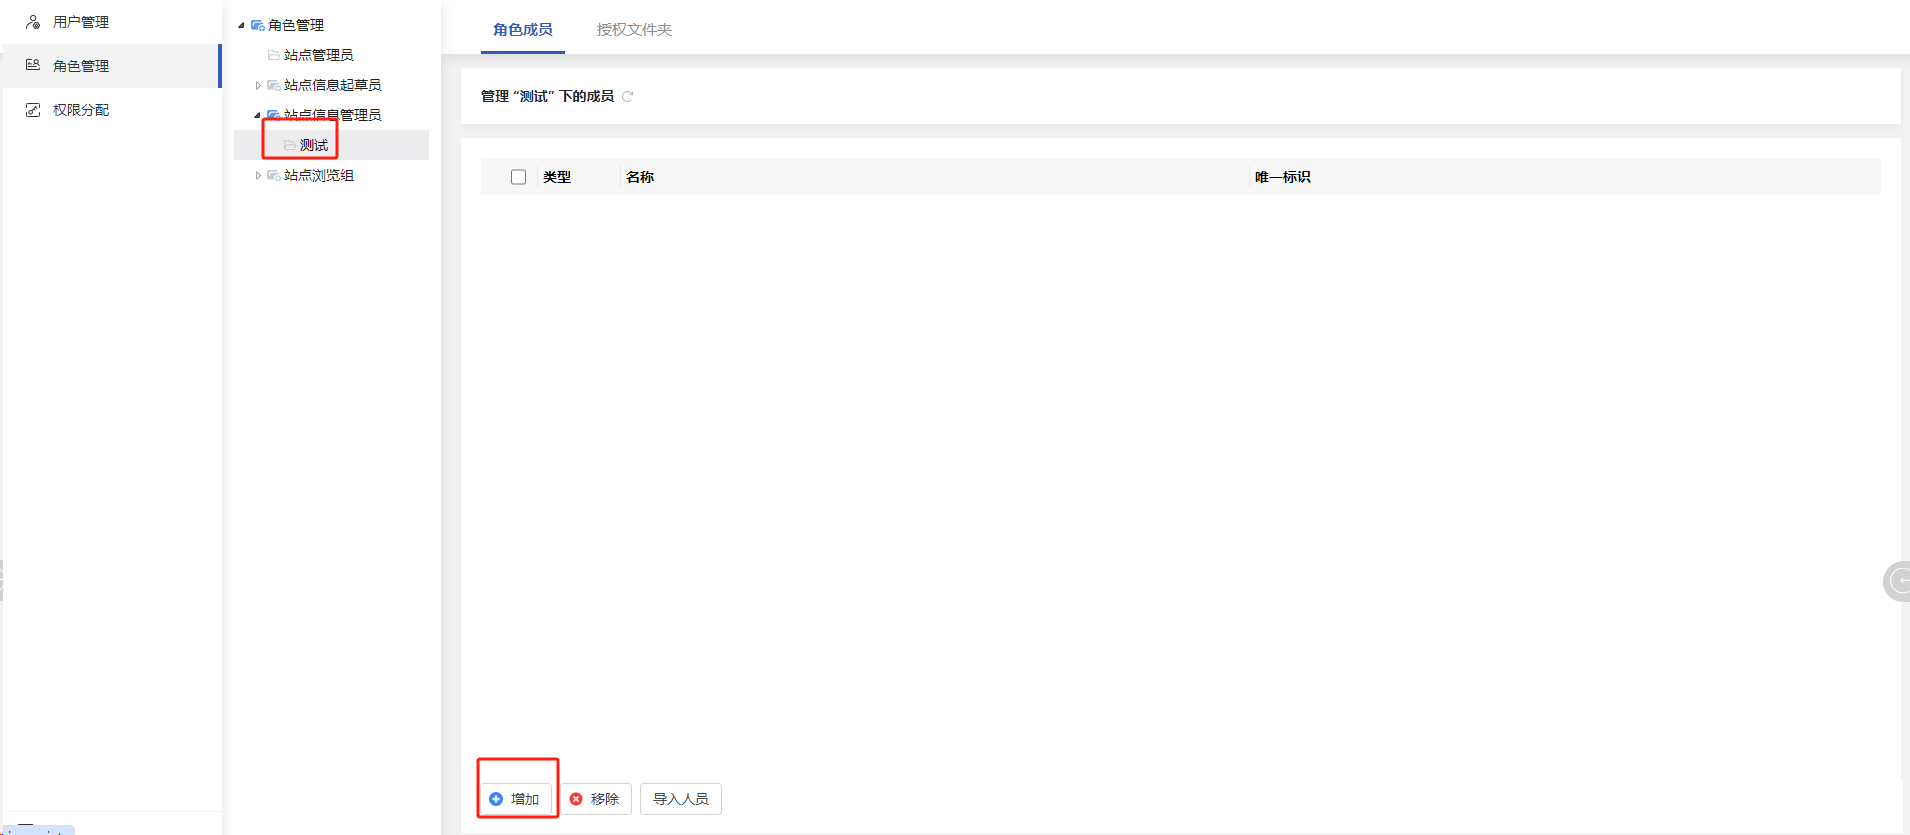 用户管理
角色管理
权限分配
角色管理
站点管理员
站点信息起草员
站点信息管理员
测试
站点浏览组
角色成员
授权文件夹
管理 “测试” 下的成员
类型
名称
唯一标识
增加
移除
导入人员